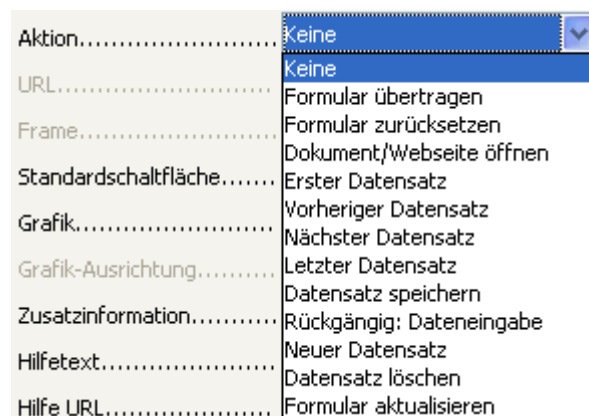 Aktion........................ Keine
Keine
URL...........................
Formular übertragen
Frame........................
Formular zurücksetzen
Dokument/Webseite öffnen
Standardschaltfläche....... Erster Datensatz
Vorheriger Datensatz
Grafik.........................
Nächster Datensatz
Grafik-Ausrichtung.......... Letzter Datensatz
Datensatz speichern
Zusatzinformation...........
Rückgängig: Dateneingabe
Hilfetext......................
Neuer Datensatz
Datensatz löschen
Hilfe URL..................... Formular aktualisieren